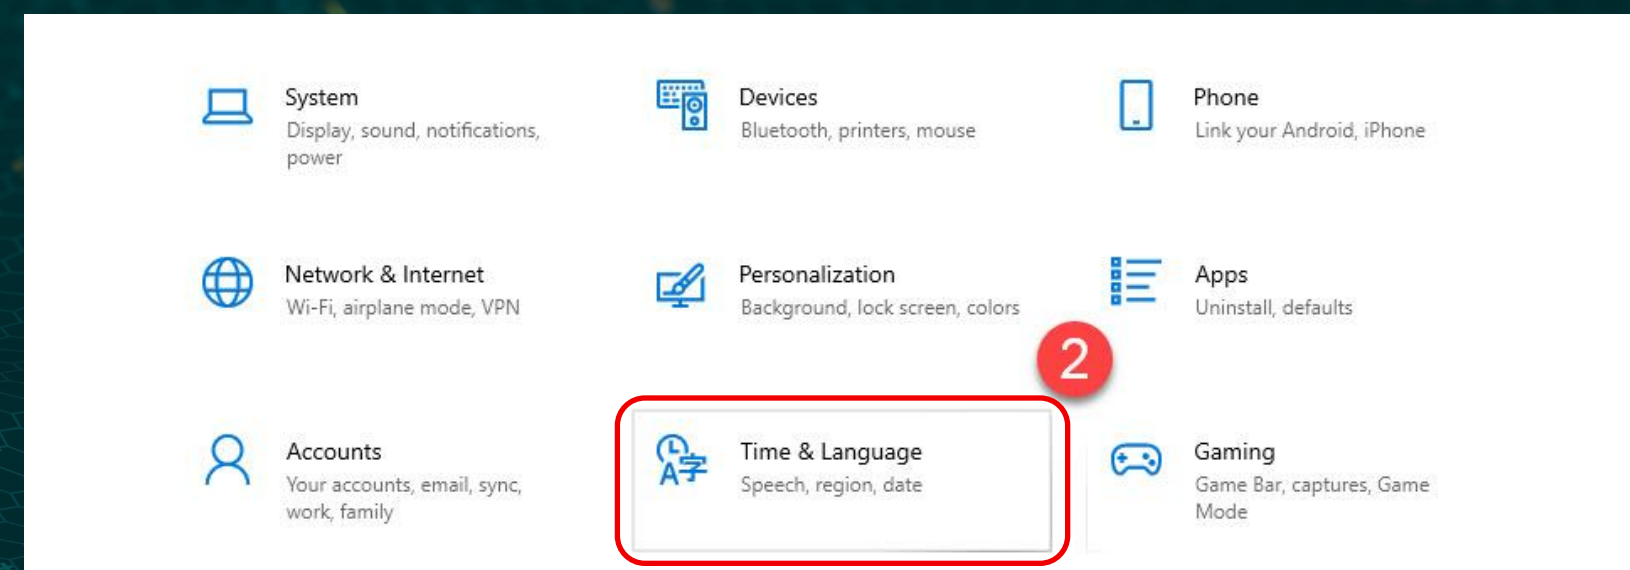 System
Display, sound, notifications,
power
Devices
Bluetooth, printers, mouse
Phone
Link your Android, iPhone
Network & Internet
Wi-Fi, airplane mode, VPN
Personalization
Background, lock screen, colors
Apps
Uninstall, defaults
2
Accounts
Your accounts, email, sync,
work, family
A字
Time & Language
Speech, region, date
Gaming
Game Bar, captures, Game
Mode